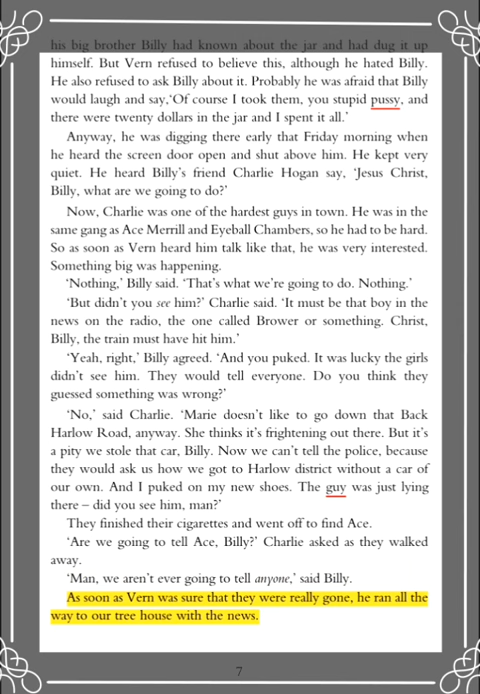 his big brother Billy had known about the jar and had dug it up
himself. But Vern refused to believe this, although he hated Billy.
He also refused to ask Billy about it. Probably he was afraid that Billy
would laugh and say,‘Of course I took them, you stupid pussy, and
there were twenty dollars in the jar and I spent it all.’
Anyway, he was digging there early that Friday morning when
he heard the screen door open and shut above him. He kept very
quiet. He heard Billy’s friend Charlie Hogan say, ‘Jesus Christ,
Billy, what are we going to do?’
Now, Charlie was one of the hardest guys in town. He was in the
same gang as Ace Merrill and Eyeball Chambers, so he had to be hard.
So as soon as Vern heard him talk like that, he was very interested.
Something big was happening.
‘Nothing,’ Billy said. ‘That’s what we’re going to do. Nothing.’
‘But didn’t you see him?’ Charlie said. ‘It must be that boy in the
news on the radio, the one called Brower or something. Christ,
Billy, the train must have hit him.’
‘Yeah, right,’ Billy agreed. ‘And you puked. It was lucky the girls
didn’t see him. They would tell everyone. Do you think they
guessed something was wrong?’
‘No,’ said Charlie. ‘Marie doesn’t like to go down that Back
Harlow Road, anyway. She thinks it’s frightening out there. But it’s
a pity we stole that car, Billy. Now we can’t tell the police, because
they would ask us how we got to Harlow district without a car of
our own. And I puked on my new shoes. The guy was just lying
there – did you see him, man?’
They finished their cigarettes and went off to find Ace.
‘Are we going to tell Ace, Billy?’ Charlie asked as they walked
away.
‘Man, we aren’t ever going to tell anyone,’ said Billy.
As soon as Vern was sure that they were really gone, he ran all the
way to our tree house with the news.
7